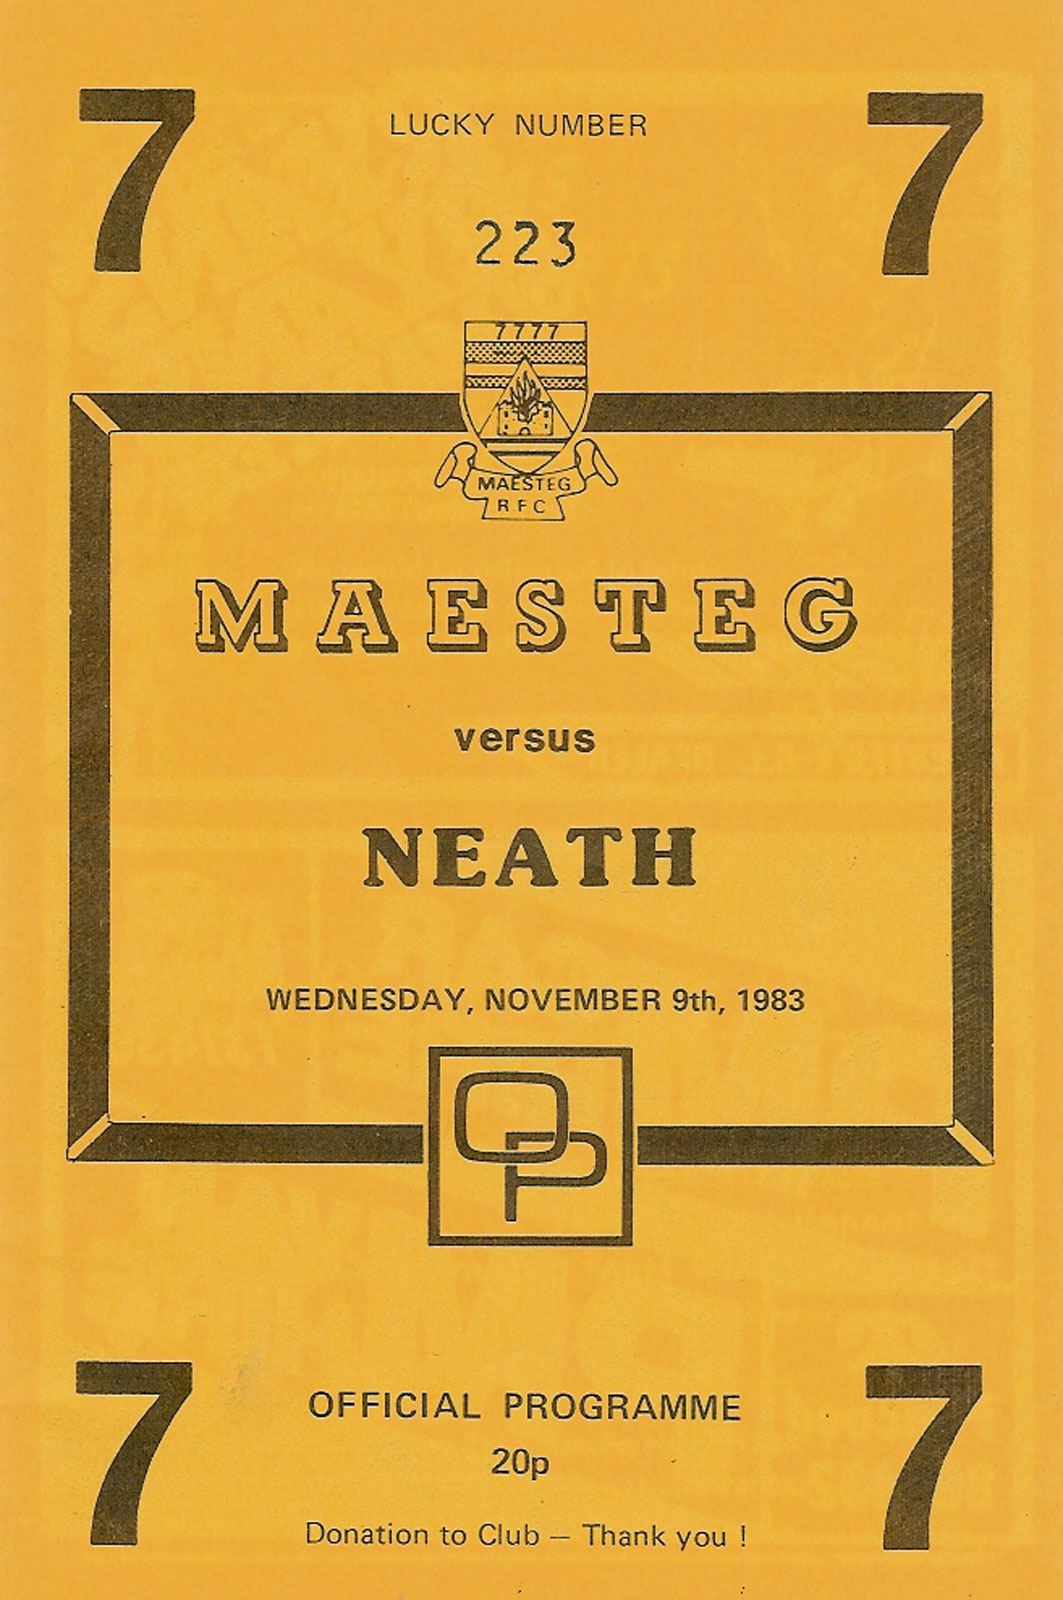 7 LUCKY NUMBER 7
223
7777
MAESTEG
RFC
MAESTEG
versus
NEATH
WEDNESDAY, NOVEMBER 9th, 1983
OP
7 7
OFFICIAL PROGRAMME
20p
Donation to Club — Thank you !